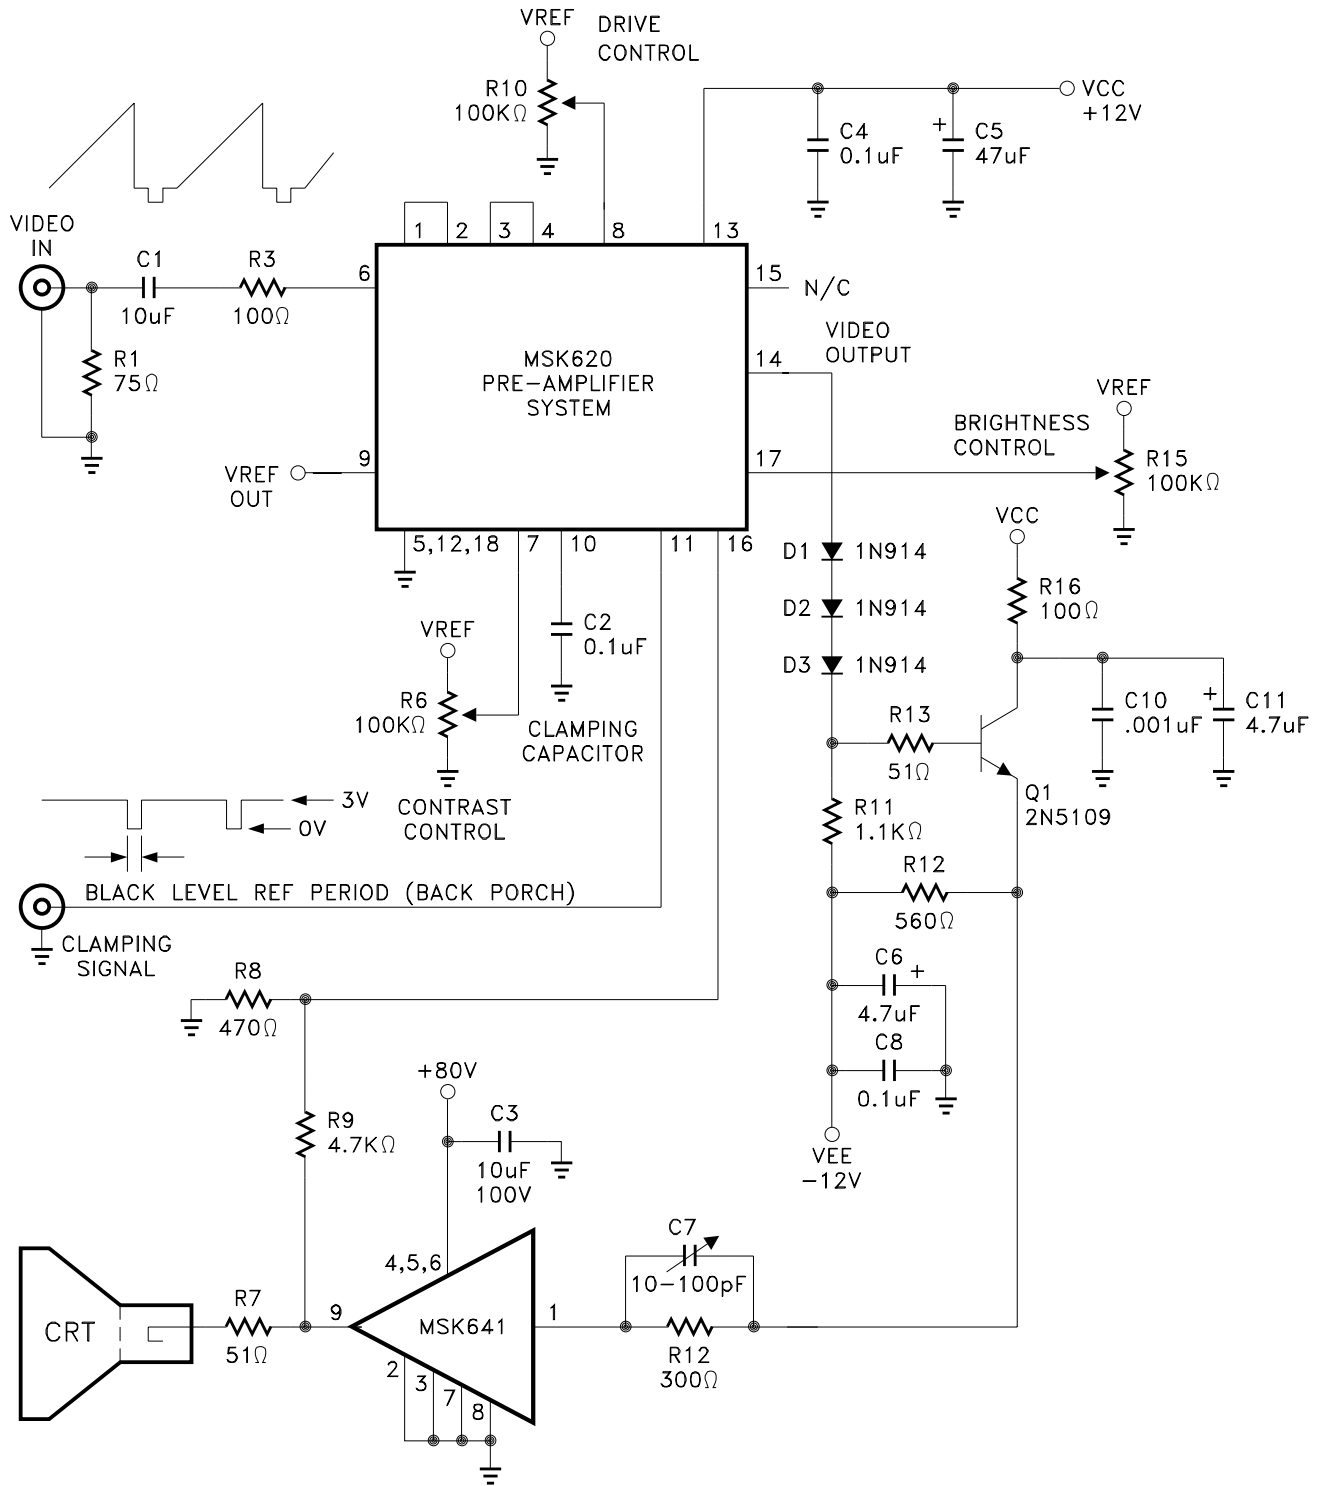 VREF
DRIVE
CONTROL
R10
100KΩ
VCC
+12V
C4
0.1uF
+
C5
47uF
VIDEO
IN
C1
10uF
R3
100Ω
R1
75Ω
1
2
3
4
8
13
6
15
N/C
MSK620
PRE-AMPLIFIER
SYSTEM
14
VIDEO
OUTPUT
9
VREF
OUT
17
BRIGHTNESS
CONTROL
VREF
R15
100KΩ
5,12,18
7
10
11
16
D1
1N914
D2
1N914
D3
1N914
VCC
R16
100Ω
C10
.001uF
+
C11
4.7uF
VREF
R6
100KΩ
C2
0.1uF
CLAMPING
CAPACITOR
CONTRAST
CONTROL
R13
51Ω
Q1
2N5109
R11
1.1KΩ
R12
560Ω
3V
0V
BLACK LEVEL REF PERIOD (BACK PORCH)
CLAMPING
SIGNAL
R8
470Ω
C6
+
4.7uF
C8
0.1uF
VEE
-12V
R9
4.7KΩ
+80V
C3
10uF
100V
4,5,6
C7
10-100pF
CRT
R7
51Ω
9
MSK641
1
R12
300Ω
2
3
7
8